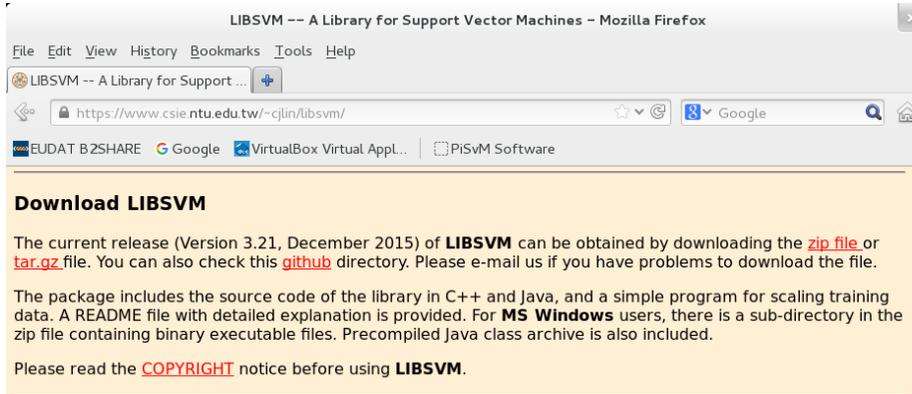 LIBSVM -- A Library for Support Vector Machines - Mozilla Firefox
File Edit View History Bookmarks Tools Help
LIBSVM -- A Library for Support ...
https://www.csie.ntu.edu.tw/~cjlin/libsvm/ Google
EUDAT B2SHARE Google VirtualBox Virtual Appl... PiSvM Software
Download LIBSVM
The current release (Version 3.21, December 2015) of LIBSVM can be obtained by downloading the zip file or
tar.gz file. You can also check this github directory. Please e-mail us if you have problems to download the file.
The package includes the source code of the library in C++ and Java, and a simple program for scaling training
data. A README file with detailed explanation is provided. For MS Windows users, there is a sub-directory in the
zip file containing binary executable files. Precompiled Java class archive is also included.
Please read the COPYRIGHT notice before using LIBSVM.